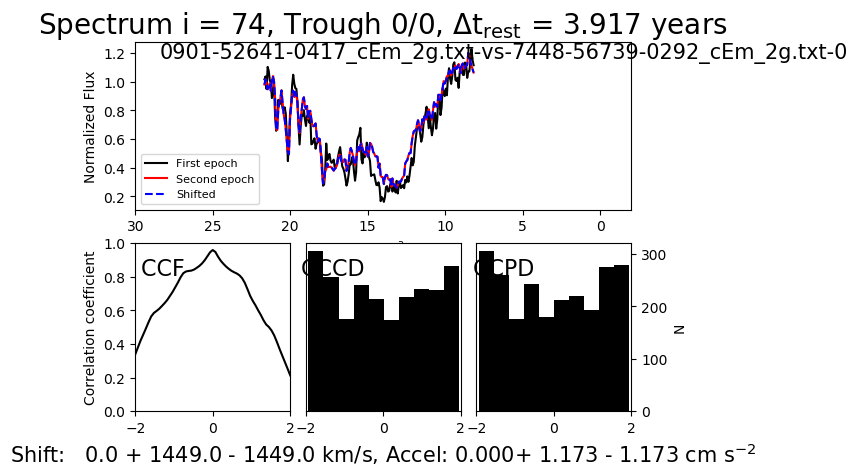 Spectrum i = 74, Trough 0/0, Δt_rest = 3.917 years
0901-52641-0417_cEm_2g.txt-vs-7448-56739-0292_cEm_2g.txt-0
Normalized Flux
1.2
1.0
0.8
0.6
0.4
0.2
First epoch
Second epoch
Shifted
30 25 20 15 10 5 0
Correlation coefficient
1.0
0.8
0.6
0.4
0.2
0.0
CCF
CCCD
CCPD
300
200
100
0
N
−2 0 2
−2 0 2
−2 0 2
Shift: 0.0 + 1449.0 - 1449.0 km/s, Accel: 0.000+ 1.173 - 1.173 cm s⁻²